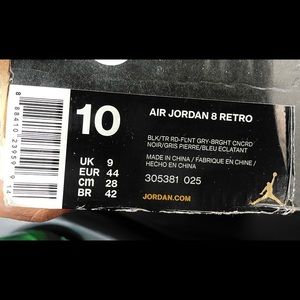 10
AIR JORDAN 8 RETRO
BLK/TR RD-FLNT GRY-BRGHT CNCRD
NOIR/GRIS PIERRE/BLEU ECLATANT
MADE IN CHINA / FABRIQUE EN CHINE /
HECHO EN CHINA
UK 9
EUR 44
cm 28
BR 42
305381 025
JORDAN.COM